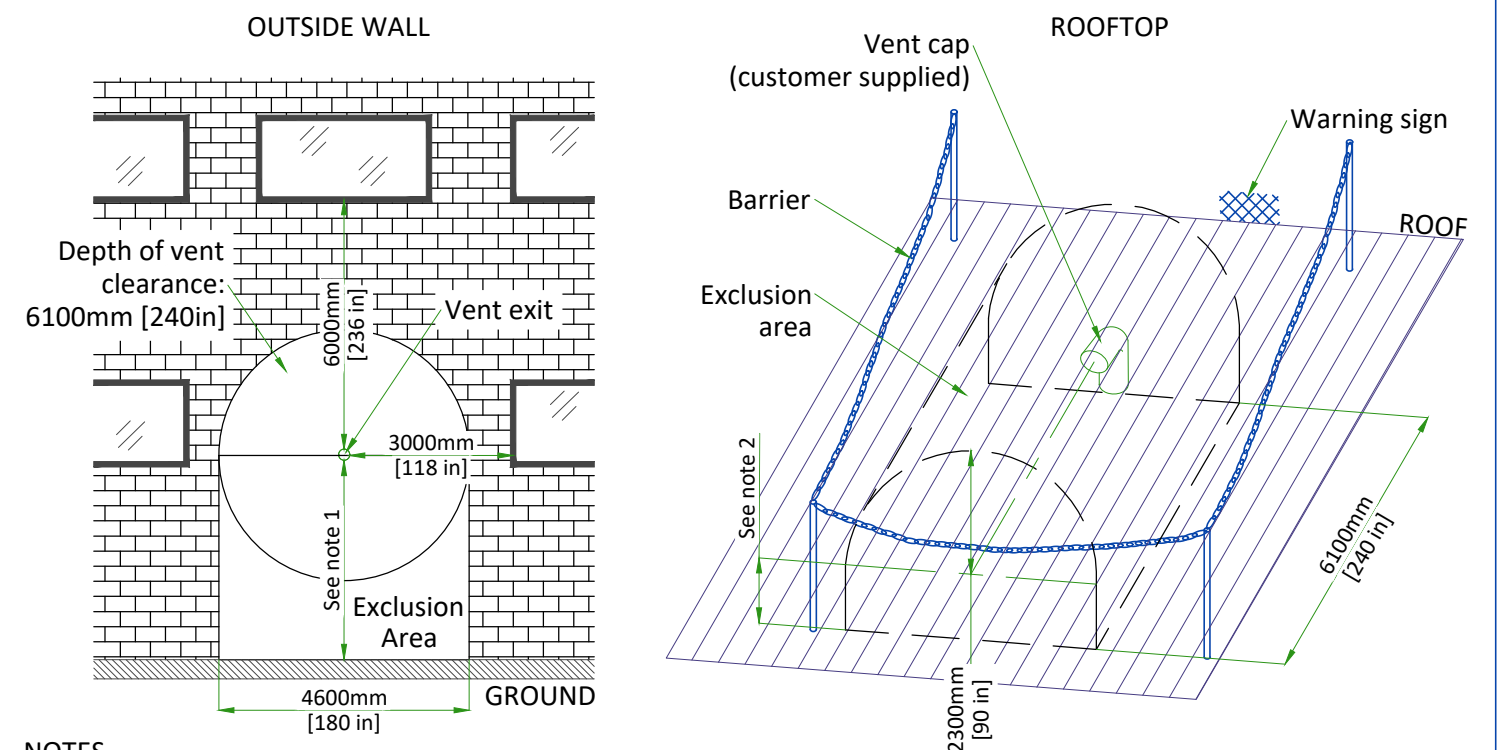 OUTSIDE WALL
Depth of vent
clearance:
6100mm [240in]
6000mm
[236 in]
Vent exit
3000mm
[118 in]
See note 1
Exclusion
Area
GROUND
4600mm
[180 in]
NOTES
ROOFTOP
Vent cap
(customer supplied)
Warning sign
Barrier
ROOF
Exclusion
area
See note 2
6100mm
[240 in]
2300mm
[90 in]